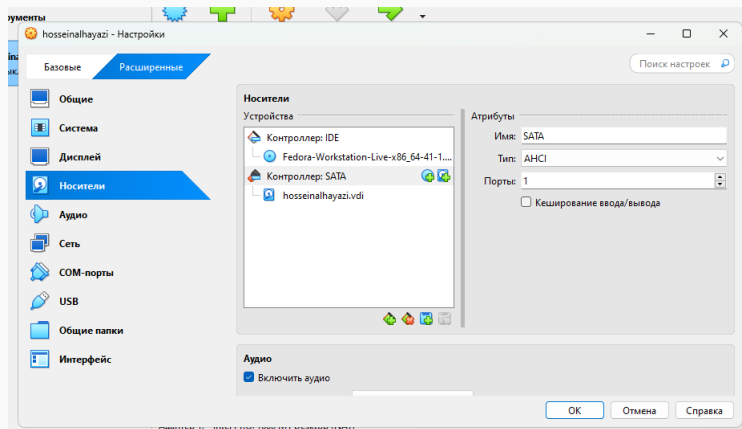 рументы
hosseinalhayazi - Настройки
Базовые
Расширенные
Поиск настроек
Общие
Система
Дисплей
Носители
Аудио
Сеть
COM-порты
USB
Общие папки
Интерфейс
Носители
Устройства
Контроллер: IDE
Fedora-Workstation-Live-x86_64-41-1....
Контроллер: SATA
hosseinalhayazi.vdi
Атрибуты
Имя: SATA
Тип: AHCI
Порты: 1
Кеширование ввода/вывода
Аудио
Включить аудио
OK
Отмена
Справка